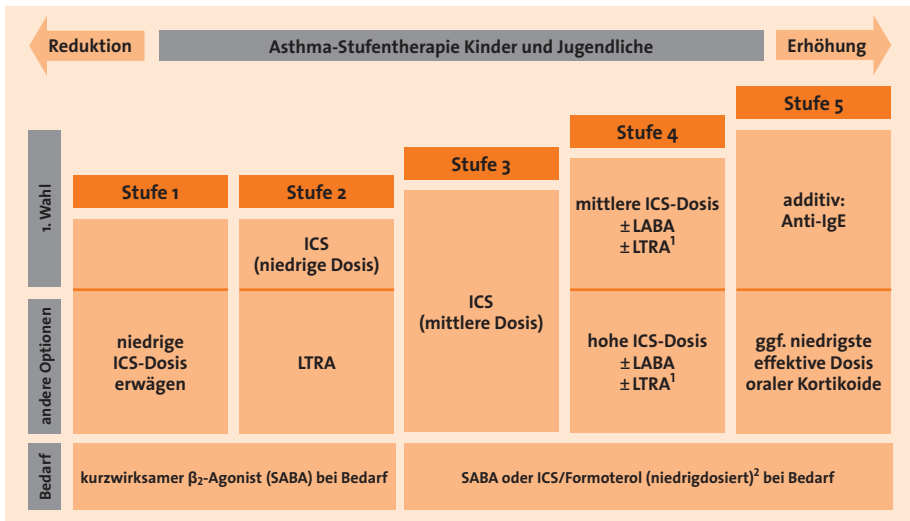 Reduktion
Asthma-Stufentherapie Kinder und Jugendliche
Erhöhung
Stufe 1
Stufe 2
Stufe 3
Stufe 4
Stufe 5
1. Wahl
ICS
(niedrige Dosis)
ICS
(mittlere Dosis)
mittlere ICS-Dosis
± LABA
± LTRA¹
additiv:
Anti-IgE
andere Optionen
niedrige
ICS-Dosis
erwägen
LTRA
hohe ICS-Dosis
± LABA
± LTRA¹
ggf. niedrigste
effektive Dosis
oraler Kortikoide
Bedarf
kurzwirksamer β₂-Agonist (SABA) bei Bedarf
SABA oder ICS/Formoterol (niedrigdosiert)² bei Bedarf